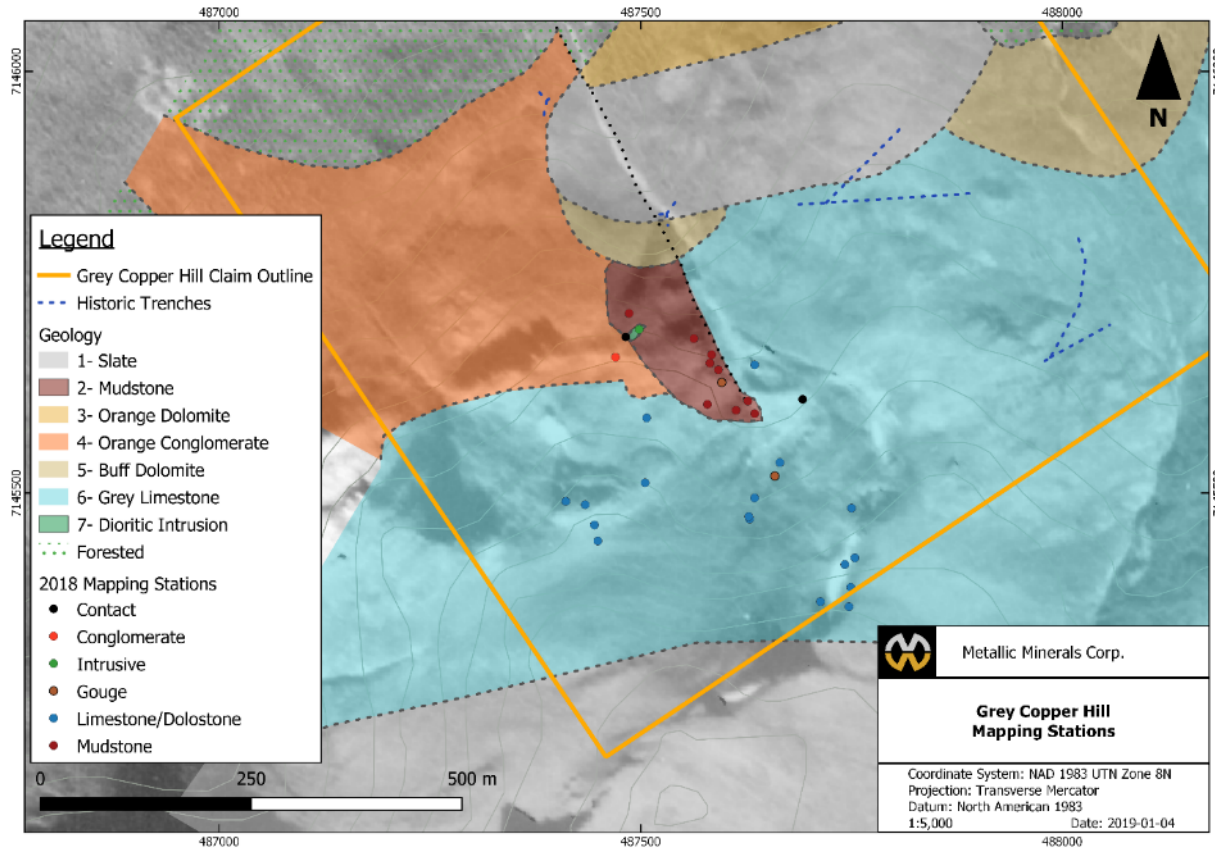 487000
487500
488000
7146000
N
Legend
Grey Copper Hill Claim Outline
Historic Trenches
Geology
1- Slate
2- Mudstone
3- Orange Dolomite
4- Orange Conglomerate
5- Buff Dolomite
6- Grey Limestone
7- Dioritic Intrusion
Forested
2018 Mapping Stations
Contact
Conglomerate
Intrusive
Gouge
Limestone/Dolostone
Mudstone
0 250 500 m
7145500
Metallic Minerals Corp.
Grey Copper Hill
Mapping Stations
Coordinate System: NAD 1983 UTN Zone 8N
Projection: Transverse Mercator
Datum: North American 1983
1:5,000 Date: 2019-01-04
487000
487500
488000